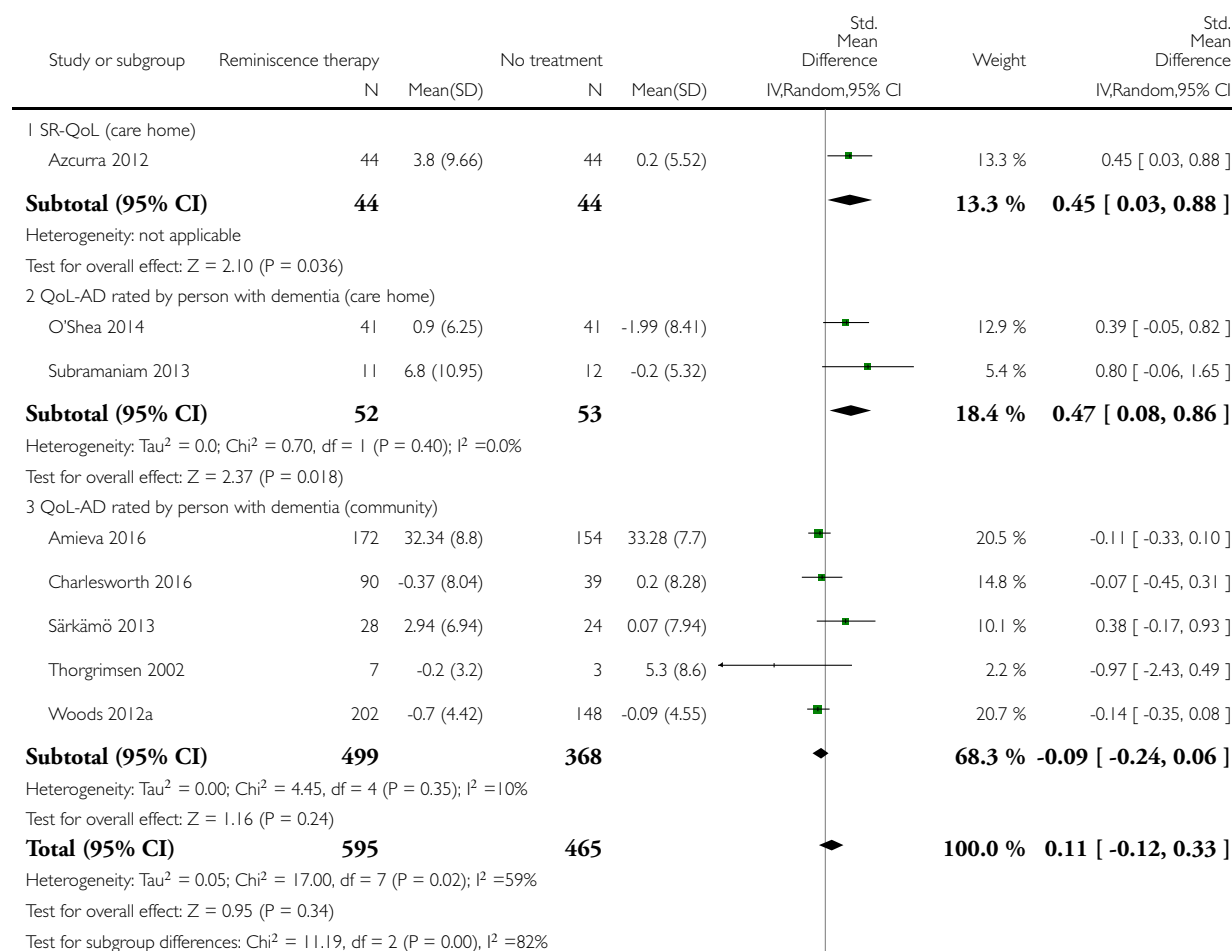 Study or subgroup Reminiscence therapy No treatment Std. Mean Difference Weight Std. Mean Difference
N Mean(SD) N Mean(SD) IV,Random,95% CI IV,Random,95% CI
1 SR-QoL (care home)
Azcurra 2012 44 3.8 (9.66) 44 0.2 (5.52) 13.3 % 0.45 [ 0.03, 0.88 ]
Subtotal (95% CI) 44 44 13.3 % 0.45 [ 0.03, 0.88 ]
Heterogeneity: not applicable
Test for overall effect: Z = 2.10 (P = 0.036)
2 QoL-AD rated by person with dementia (care home)
O'Shea 2014 41 0.9 (6.25) 41 -1.99 (8.41) 12.9 % 0.39 [ -0.05, 0.82 ]
Subramaniam 2013 11 6.8 (10.95) 12 -0.2 (5.32) 5.4 % 0.80 [ -0.06, 1.65 ]
Subtotal (95% CI) 52 53 18.4 % 0.47 [ 0.08, 0.86 ]
Heterogeneity: Tau² = 0.0; Chi² = 0.70, df = 1 (P = 0.40); I² =0.0%
Test for overall effect: Z = 2.37 (P = 0.018)
3 QoL-AD rated by person with dementia (community)
Amieva 2016 172 32.34 (8.8) 154 33.28 (7.7) 20.5 % -0.11 [ -0.33, 0.10 ]
Charlesworth 2016 90 -0.37 (8.04) 39 0.2 (8.28) 14.8 % -0.07 [ -0.45, 0.31 ]
Särkämö 2013 28 2.94 (6.94) 24 0.07 (7.94) 10.1 % 0.38 [ -0.17, 0.93 ]
Thorgrimsen 2002 7 -0.2 (3.2) 3 5.3 (8.6) 2.2 % -0.97 [ -2.43, 0.49 ]
Woods 2012a 202 -0.7 (4.42) 148 -0.09 (4.55) 20.7 % -0.14 [ -0.35, 0.08 ]
Subtotal (95% CI) 499 368 68.3 % -0.09 [ -0.24, 0.06 ]
Heterogeneity: Tau² = 0.00; Chi² = 4.45, df = 4 (P = 0.35); I² =10%
Test for overall effect: Z = 1.16 (P = 0.24)
Total (95% CI) 595 465 100.0 % 0.11 [ -0.12, 0.33 ]
Heterogeneity: Tau² = 0.05; Chi² = 17.00, df = 7 (P = 0.02); I² =59%
Test for overall effect: Z = 0.95 (P = 0.34)
Test for subgroup differences: Chi² = 11.19, df = 2 (P = 0.00), I² =82%